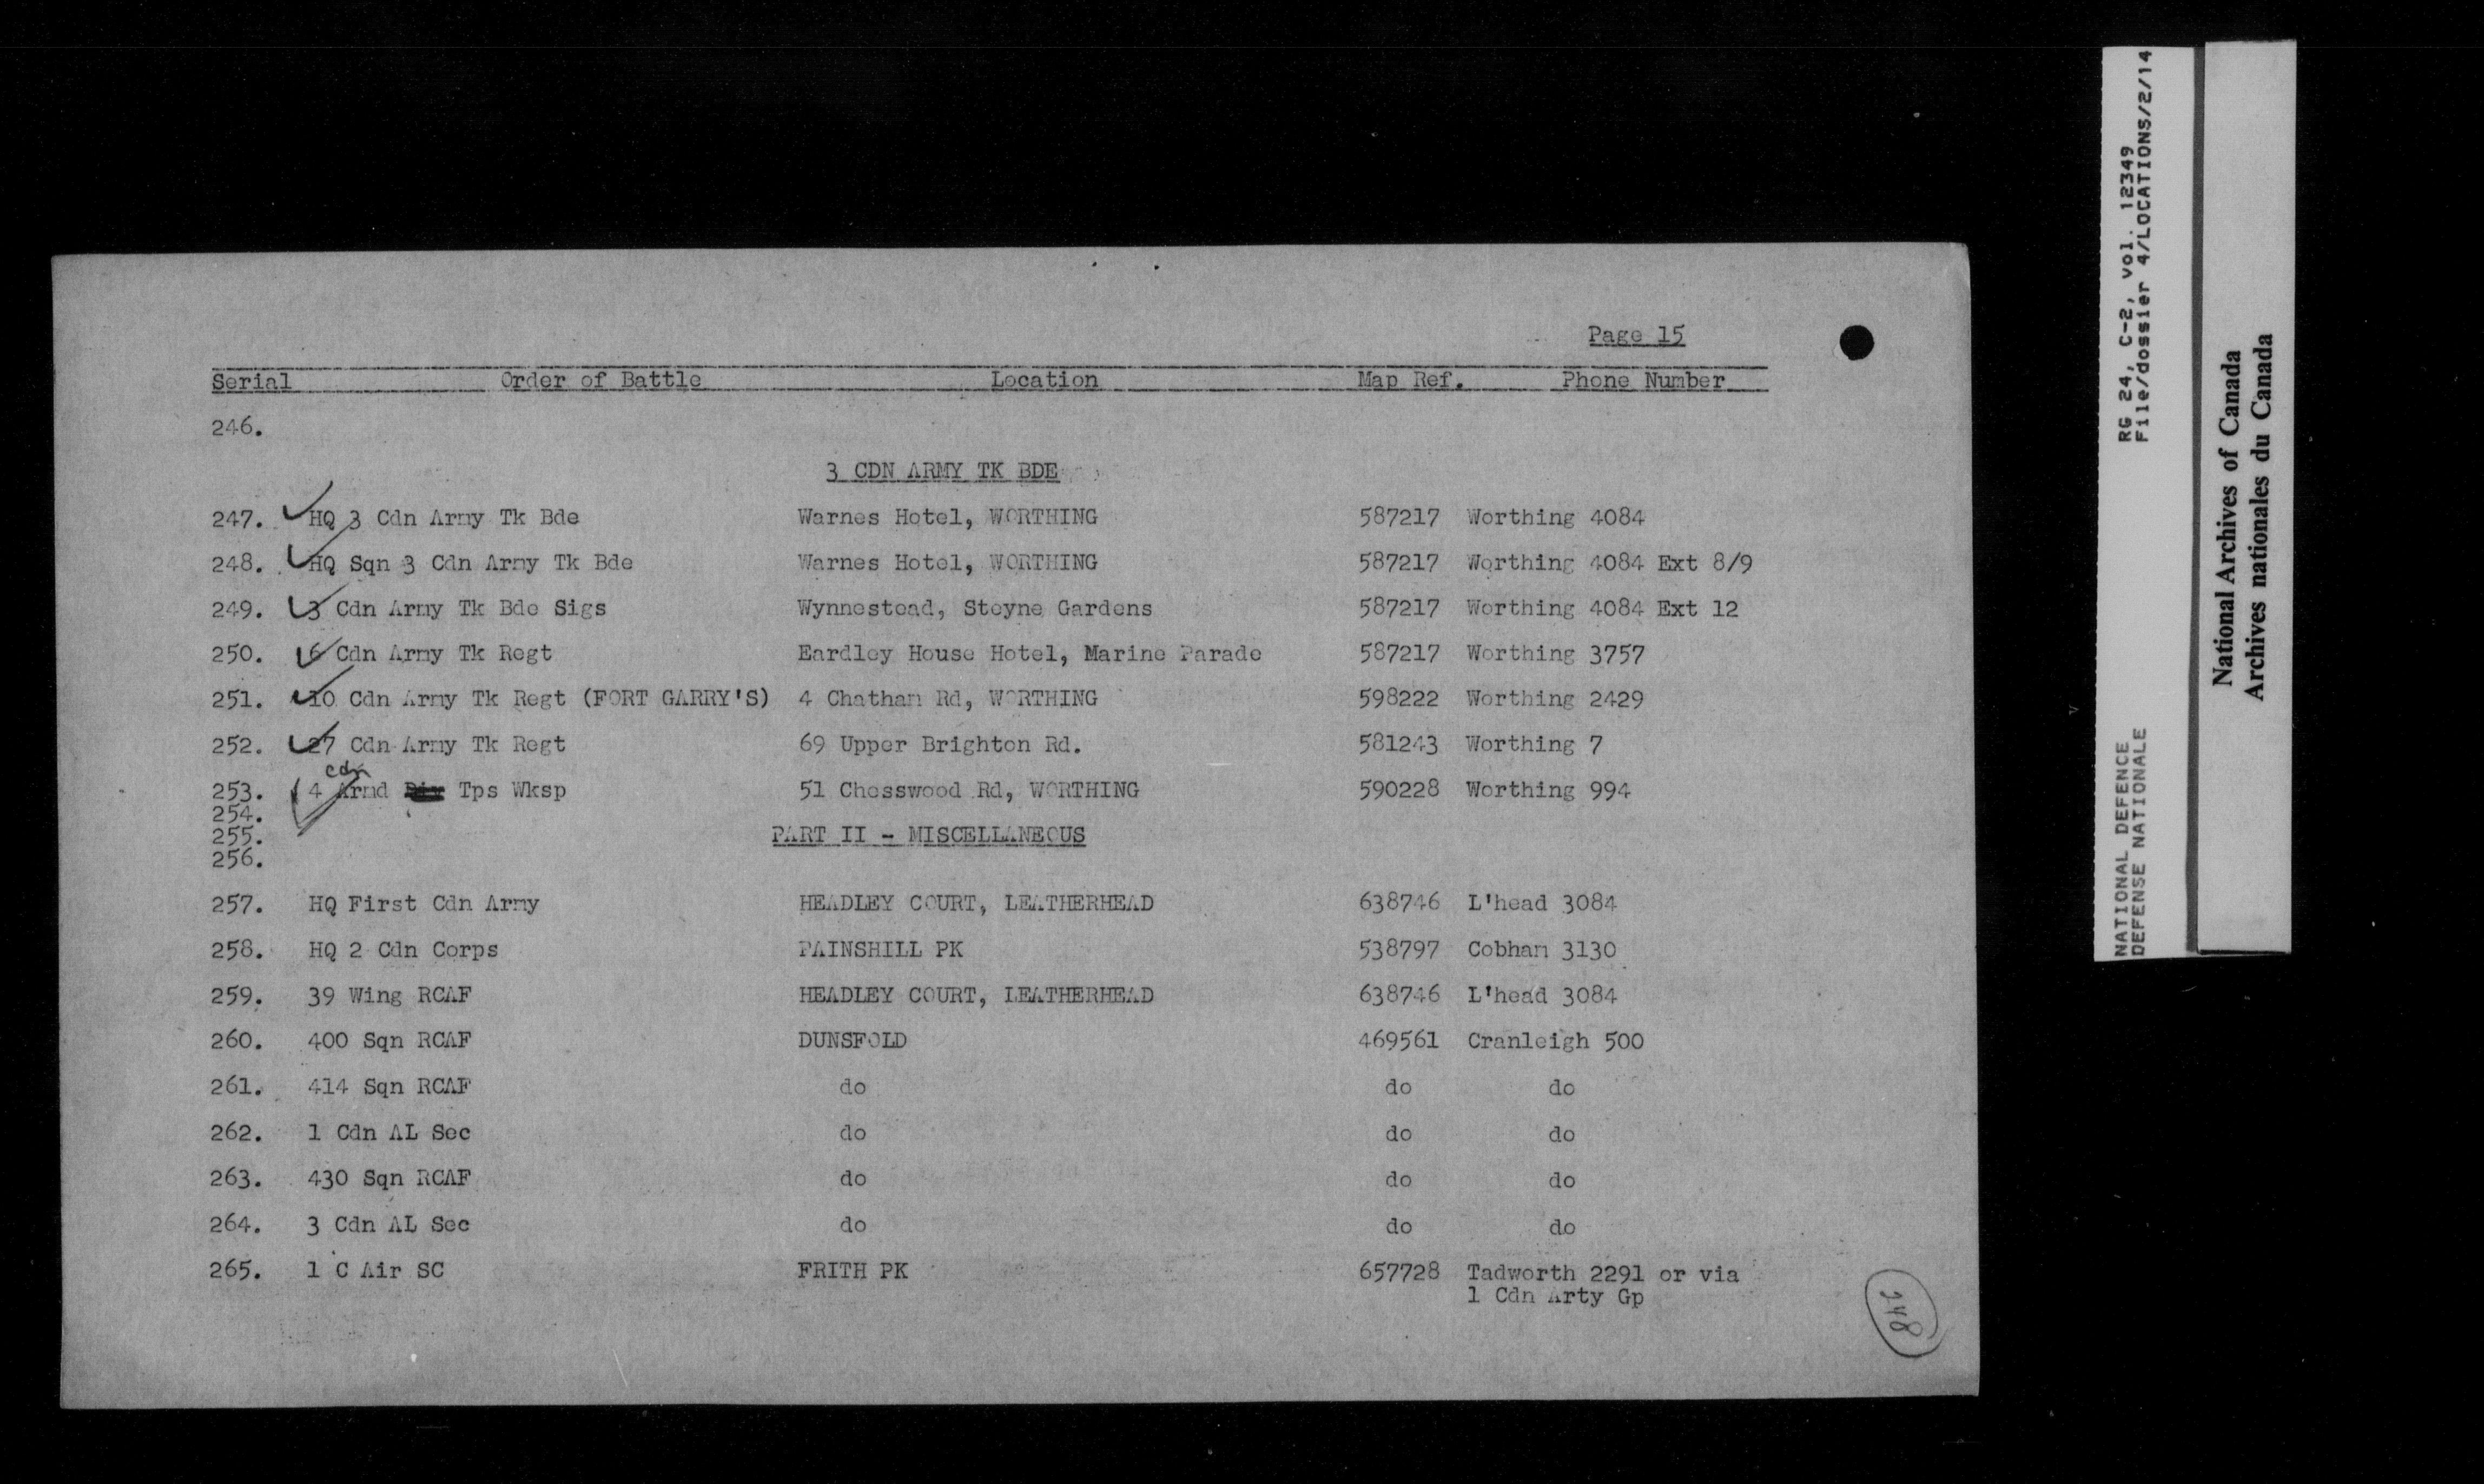 Page 15
Serial Order of Battle Location Map Ref. Phone Number
246.
3 CDN ARMY TK BDE
247. HQ 3 Cdn Army Tk Bde Warnes Hotel, WORTHING 587217 Worthing 4084
248. HQ Sqn 3 Cdn Army Tk Bde Warnes Hotel, WORTHING 587217 Worthing 4084 Ext 8/9
249. 3 Cdn Army Tk Bde Sigs Wynnestead, Steyne Gardens 587217 Worthing 4084 Ext 12
250. 6 Cdn Army Tk Regt Eardley House Hotel, Marine Parade 587217 Worthing 3757
251. 10 Cdn Army Tk Regt (FORT GARRY'S) 4 Chatham Rd, WORTHING 598222 Worthing 2429
252. 27 Cdn Army Tk Regt 69 Upper Brighton Rd. 581243 Worthing 7
cdn
253. 4 Armd Tps Wksp 51 Chesswood Rd, WORTHING 590228 Worthing 994
254.
255. PART II - MISCELLANEOUS
256.
257. HQ First Cdn Army HEADLEY COURT, LEATHERHEAD 638746 L'head 3084
258. HQ 2 Cdn Corps PAINSHILL PK 538797 Cobham 3130
259. 39 Wing RCAF HEADLEY COURT, LEATHERHEAD 638746 L'head 3084
260. 400 Sqn RCAF DUNSFOLD 469561 Cranleigh 500
261. 414 Sqn RCAF do do do
262. 1 Cdn AL Sec do do do
263. 430 Sqn RCAF do do do
264. 3 Cdn AL Sec do do do
265. 1 C Air SC FRITH PK 657728 Tadworth 2291 or via
1 Cdn Arty Gp
248
NATIONAL DEFENCE RG 24, C-2, vol. 12349
DEFENSE NATIONALE File/dossier 4/LOCATIONS/2/14
National Archives of Canada
Archives nationales du Canada